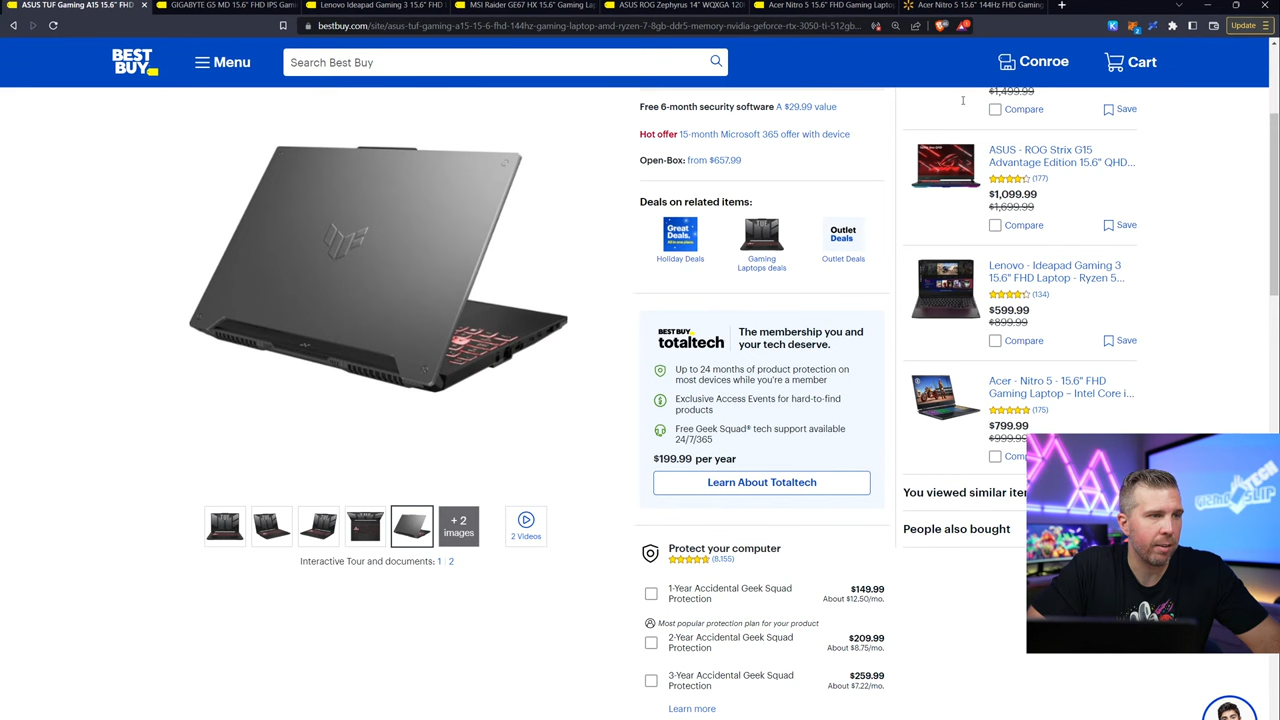 ASUS TUF Gaming A15 15.6" FHD
GIGABYTE G5 MD 15.6" FHD IPS Gam
Lenovo Ideapad Gaming 3 15.6" FHD
MSI Raider GE67 HX 15.6" Gaming La
ASUS ROG Zephyrus 14" WQXGA 120
Acer Nitro 5 15.6" FHD Gaming Lapto
Acer Nitro 5 15.6" 144Hz FHD Gaming
bestbuy.com/site/asus-tuf-gaming-a15-15-6-fhd-144hz-gaming-laptop-amd-ryzen-7-8gb-ddr5-memory-nvidia-geforce-rtx-3050-ti-512gb...
Update
BEST BUY
Menu
Search Best Buy
Conroe
Cart
Free 6-month security software A $29.99 value
Hot offer 15-month Microsoft 365 offer with device
Open-Box: from $657.99
Deals on related items:
Great Deals.
Outlet Deals
Holiday Deals
Gaming Laptops deals
Outlet Deals
BEST BUY totaltech
The membership you and
your tech deserve.
Up to 24 months of product protection on
most devices while you're a member
Exclusive Access Events for hard-to-find
products
Free Geek Squad® tech support available
24/7/365
$199.99 per year
Learn About Totaltech
+ 2
images
2 Videos
Interactive Tour and documents: 1 | 2
Protect your computer
(8,155)
1-Year Accidental Geek Squad
Protection
$149.99
About $12.50/mo.
Most popular protection plan for your product
2-Year Accidental Geek Squad
Protection
$209.99
About $8.75/mo.
3-Year Accidental Geek Squad
Protection
$259.99
About $7.22/mo.
Learn more
$1,499.99
Compare
Save
ASUS - ROG Strix G15
Advantage Edition 15.6" QHD...
(177)
$1,099.99
$1,699.99
Compare
Save
Lenovo - Ideapad Gaming 3
15.6" FHD Laptop - Ryzen 5...
(134)
$599.99
$899.99
Compare
Save
Acer - Nitro 5 - 15.6" FHD
Gaming Laptop – Intel Core i...
(175)
$799.99
$999.99
Comp
You viewed similar iter
People also bought